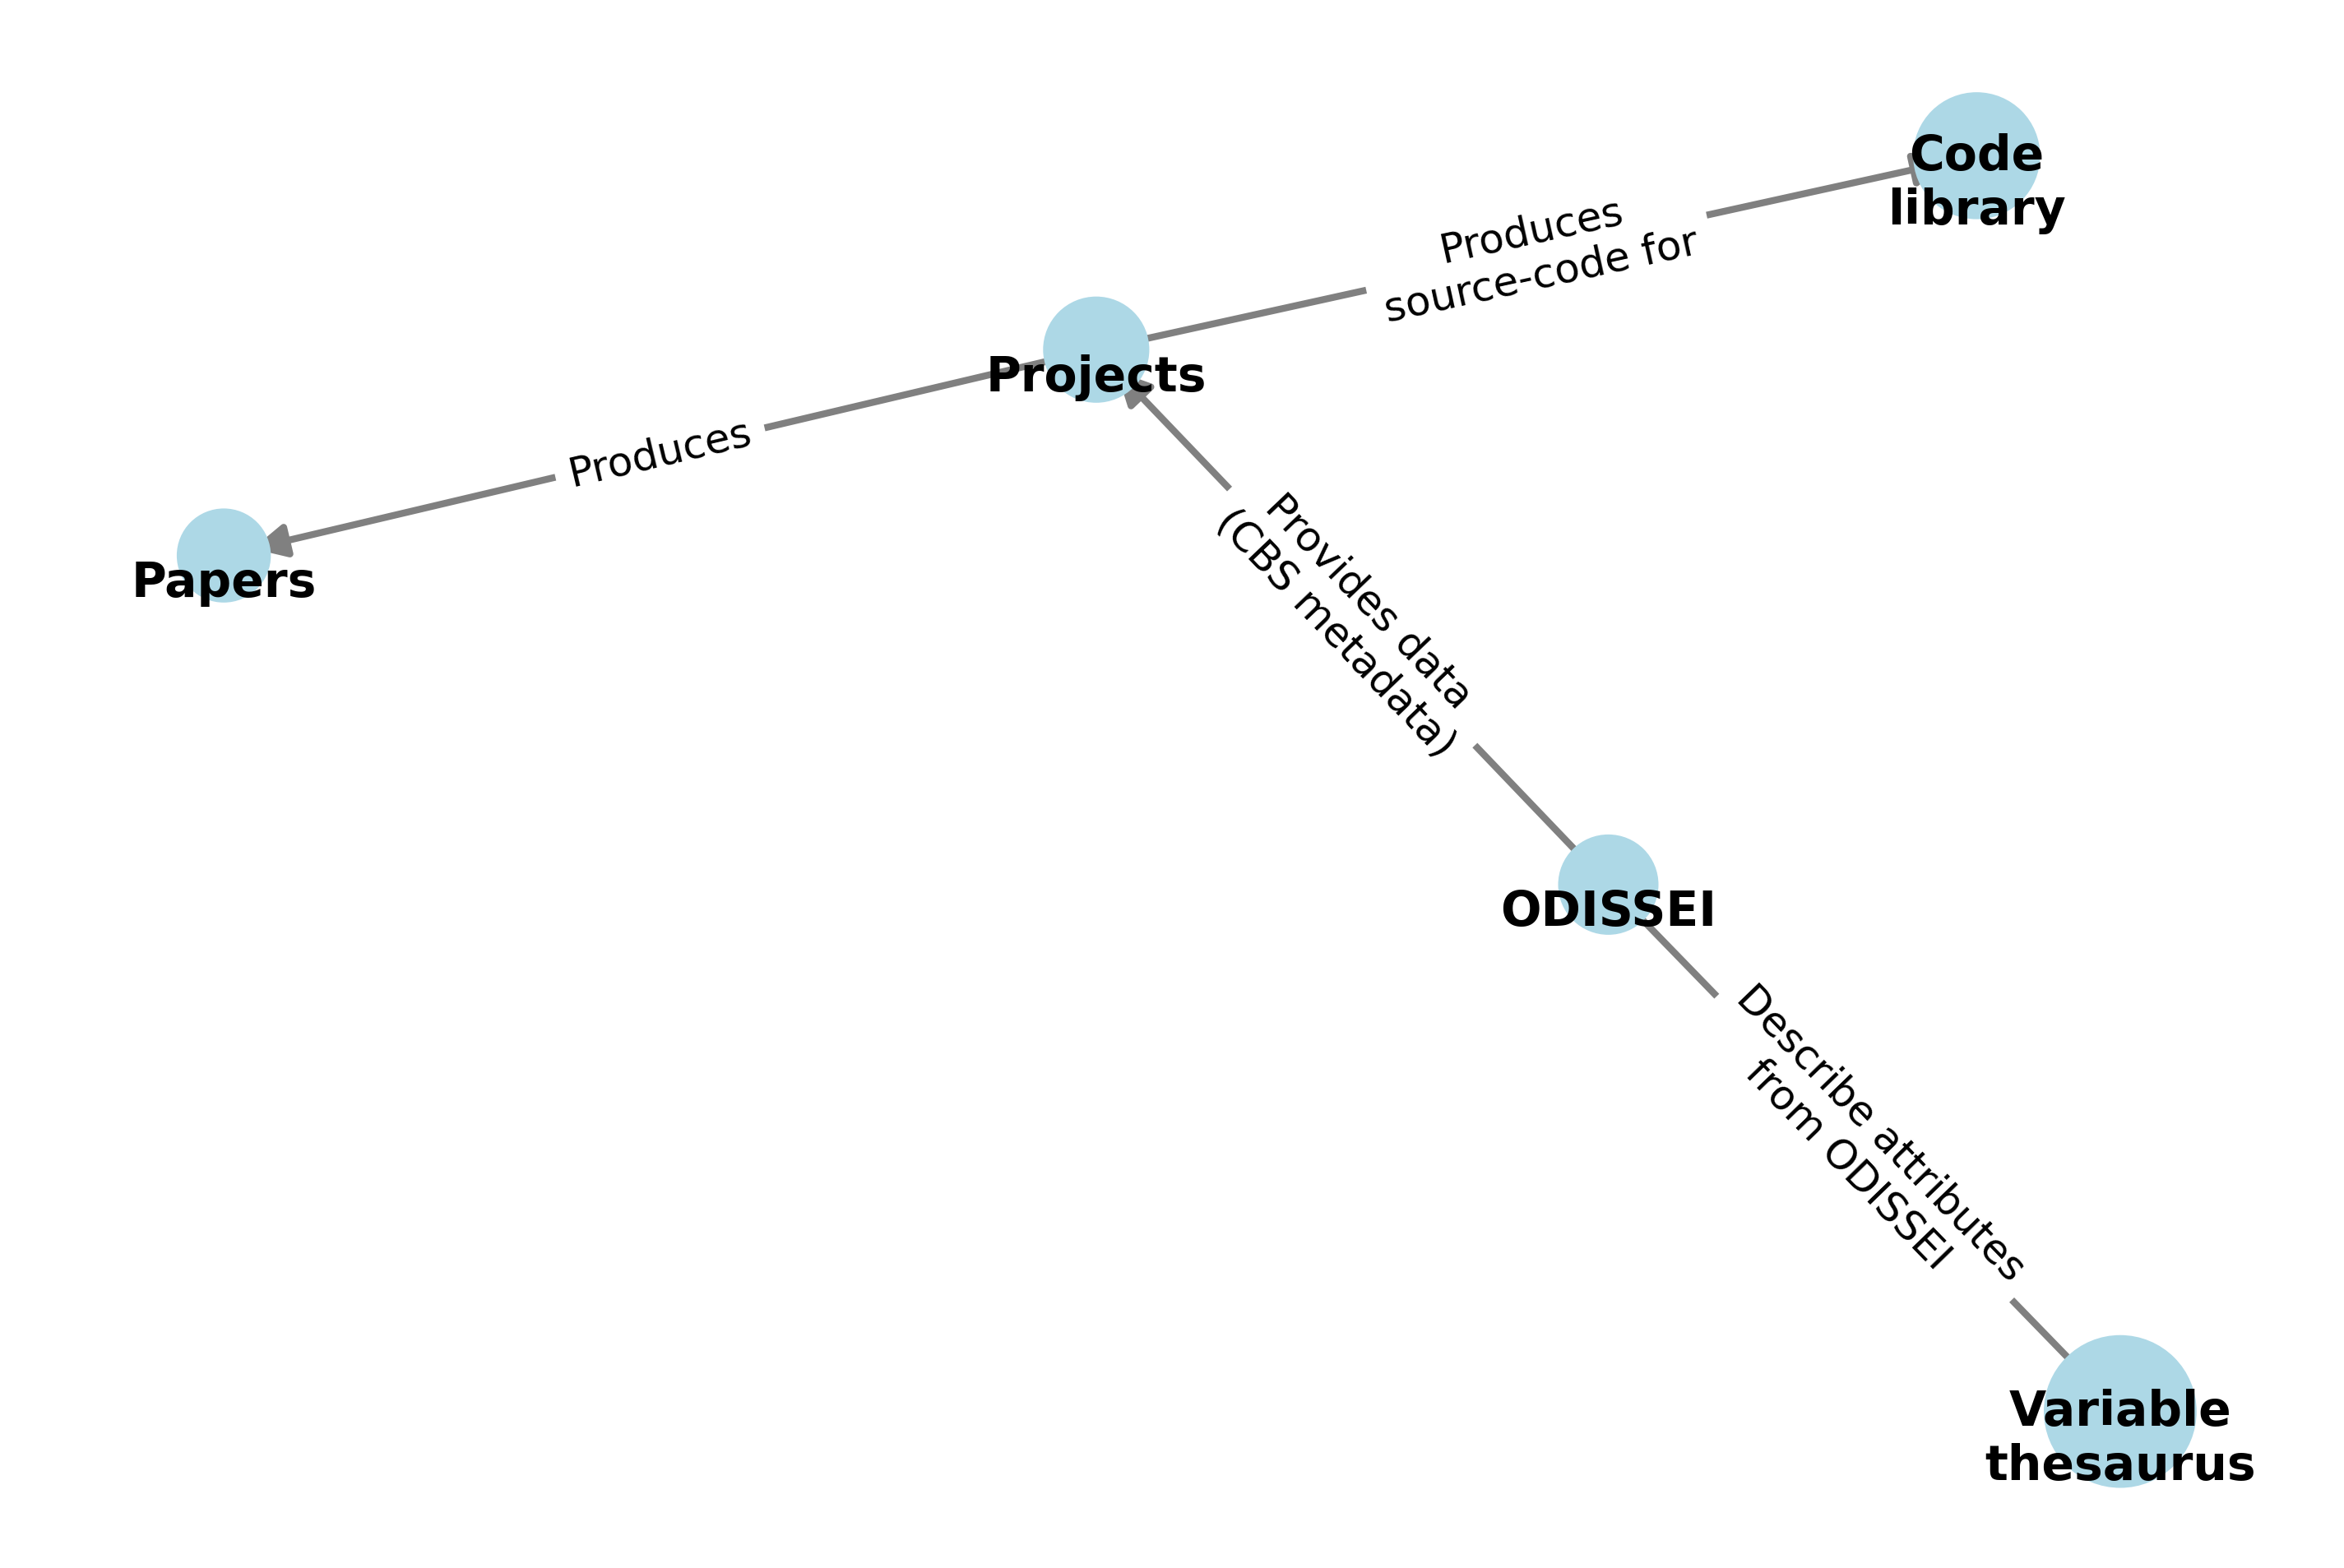 Code
library
Produces
source-code for
Projects
Produces
Papers
Provides data
(CBS metadata)
ODISSEI
Describe attributes
from ODISSEI
Variable
thesaurus